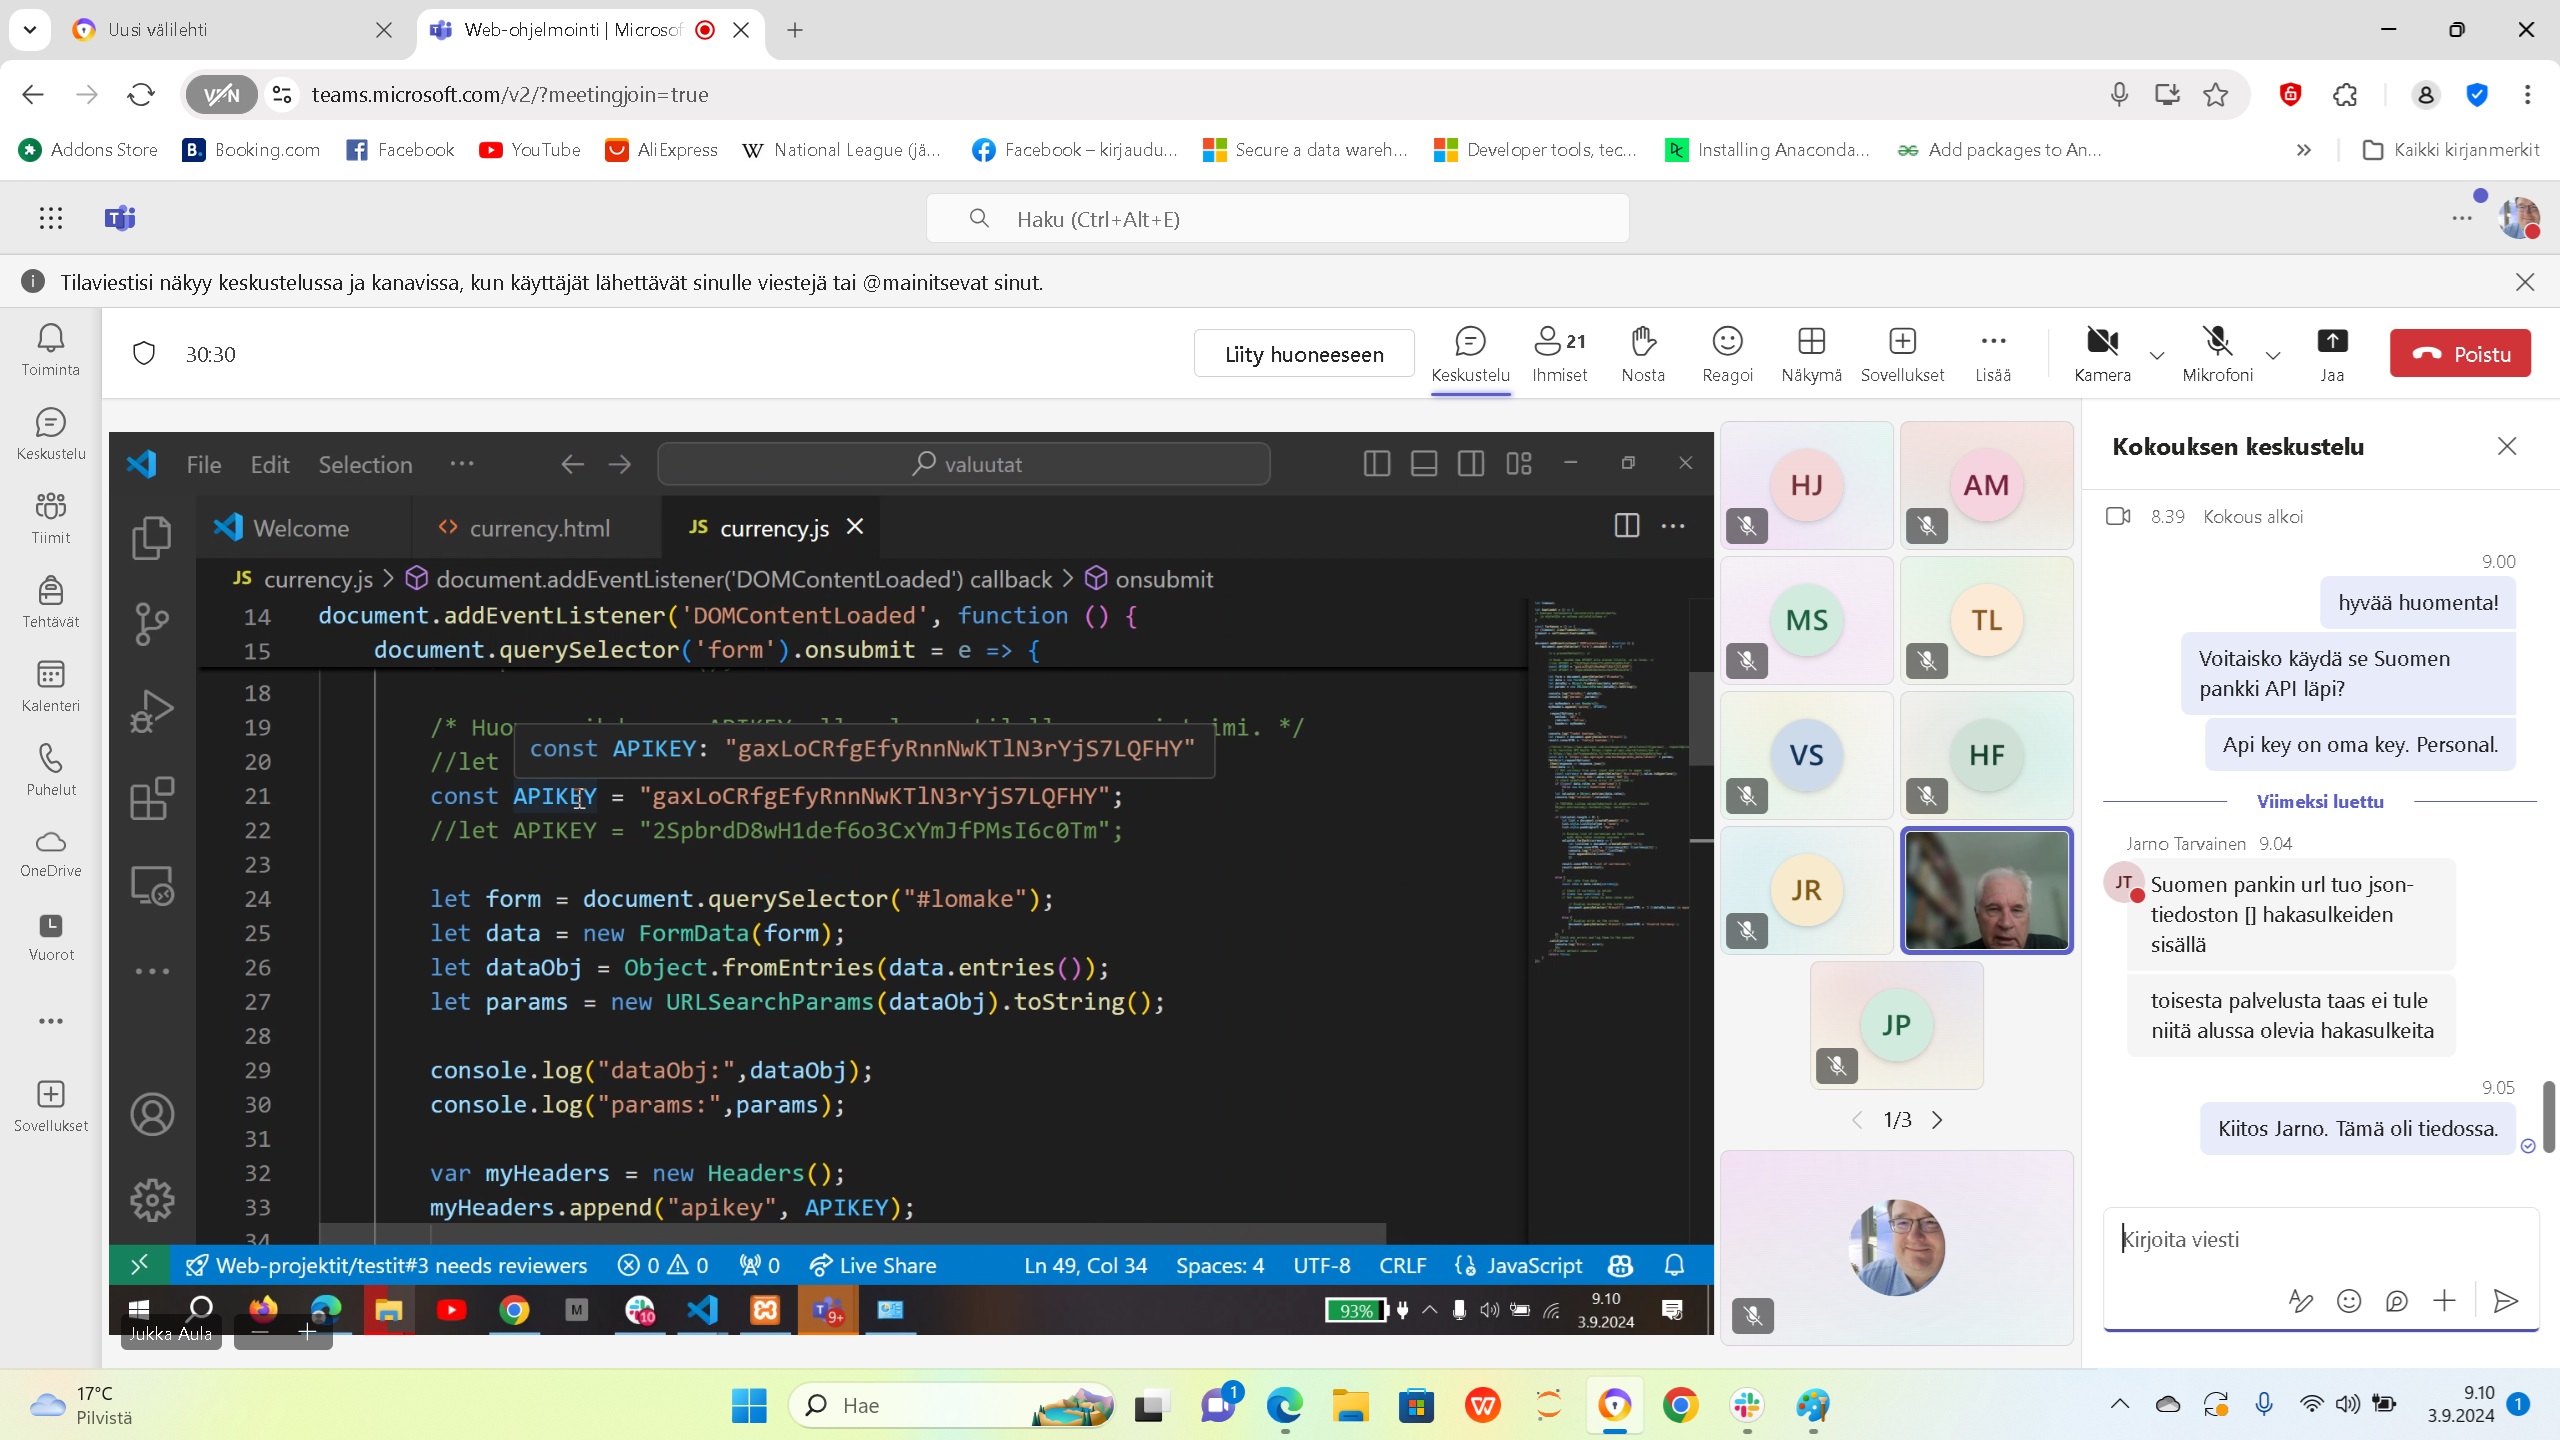 Uusi välilehti
Web-ohjelmointi | Microsof
VPN
teams.microsoft.com/v2/?meetingjoin=true
Addons Store
Booking.com
Facebook
YouTube
AliExpress
National League (jä...
Facebook – kirjaudu...
Secure a data wareh...
Developer tools, tec...
Installing Anaconda...
Add packages to An...
Kaikki kirjanmerkit
Haku (Ctrl+Alt+E)
Tilaviestisi näkyy keskustelussa ja kanavissa, kun käyttäjät lähettävät sinulle viestejä tai @mainitsevat sinut.
Toiminta
Keskustelu
Tiimit
Tehtävät
Kalenteri
Puhelut
OneDrive
Vuorot
Sovellukset
30:30
Liity huoneeseen
Keskustelu
21
Ihmiset
Nosta
Reagoi
Näkymä
Sovellukset
Lisää
Kamera
Mikrofoni
Jaa
Poistu
File Edit Selection ···
valuutat
Welcome
currency.html
JS currency.js
JS currency.js > document.addEventListener('DOMContentLoaded') callback > onsubmit
14 document.addEventListener('DOMContentLoaded', function () {
15 document.querySelector('form').onsubmit = e => {
18
19 /* Huo imi. */
const APIKEY: "gaxLoCRfgEfyRnnNwKTlN3rYjS7LQFHY"
20 //let
21 const APIKEY = "gaxLoCRfgEfyRnnNwKTlN3rYjS7LQFHY";
22 //let APIKEY = "2SpbrdD8wH1def6o3CxYmJfPMsI6c0Tm";
23
24 let form = document.querySelector("#lomake");
25 let data = new FormData(form);
26 let dataObj = Object.fromEntries(data.entries());
27 let params = new URLSearchParams(dataObj).toString();
28
29 console.log("dataObj:",dataObj);
30 console.log("params:",params);
31
32 var myHeaders = new Headers();
33 myHeaders.append("apikey", APIKEY);
34
Web-projektit/testit#3 needs reviewers
0 0
0
Live Share
Ln 49, Col 34
Spaces: 4
UTF-8
CRLF
JavaScript
M
10
9+
93%
9.10
3.9.2024
Jukka Aula
HJ
AM
MS
TL
VS
HF
JR
JP
1/3
Kokouksen keskustelu
8.39 Kokous alkoi
9.00
hyvää huomenta!
Voitaisko käydä se Suomen
pankki API läpi?
Api key on oma key. Personal.
Viimeksi luettu
Jarno Tarvainen 9.04
JT
Suomen pankin url tuo json-
tiedoston [] hakasulkeiden
sisällä
toisesta palvelusta taas ei tule
niitä alussa olevia hakasulkeita
9.05
Kiitos Jarno. Tämä oli tiedossa.
Kirjoita viesti
17°C
Pilvistä
Hae
1
9.10
3.9.2024
1